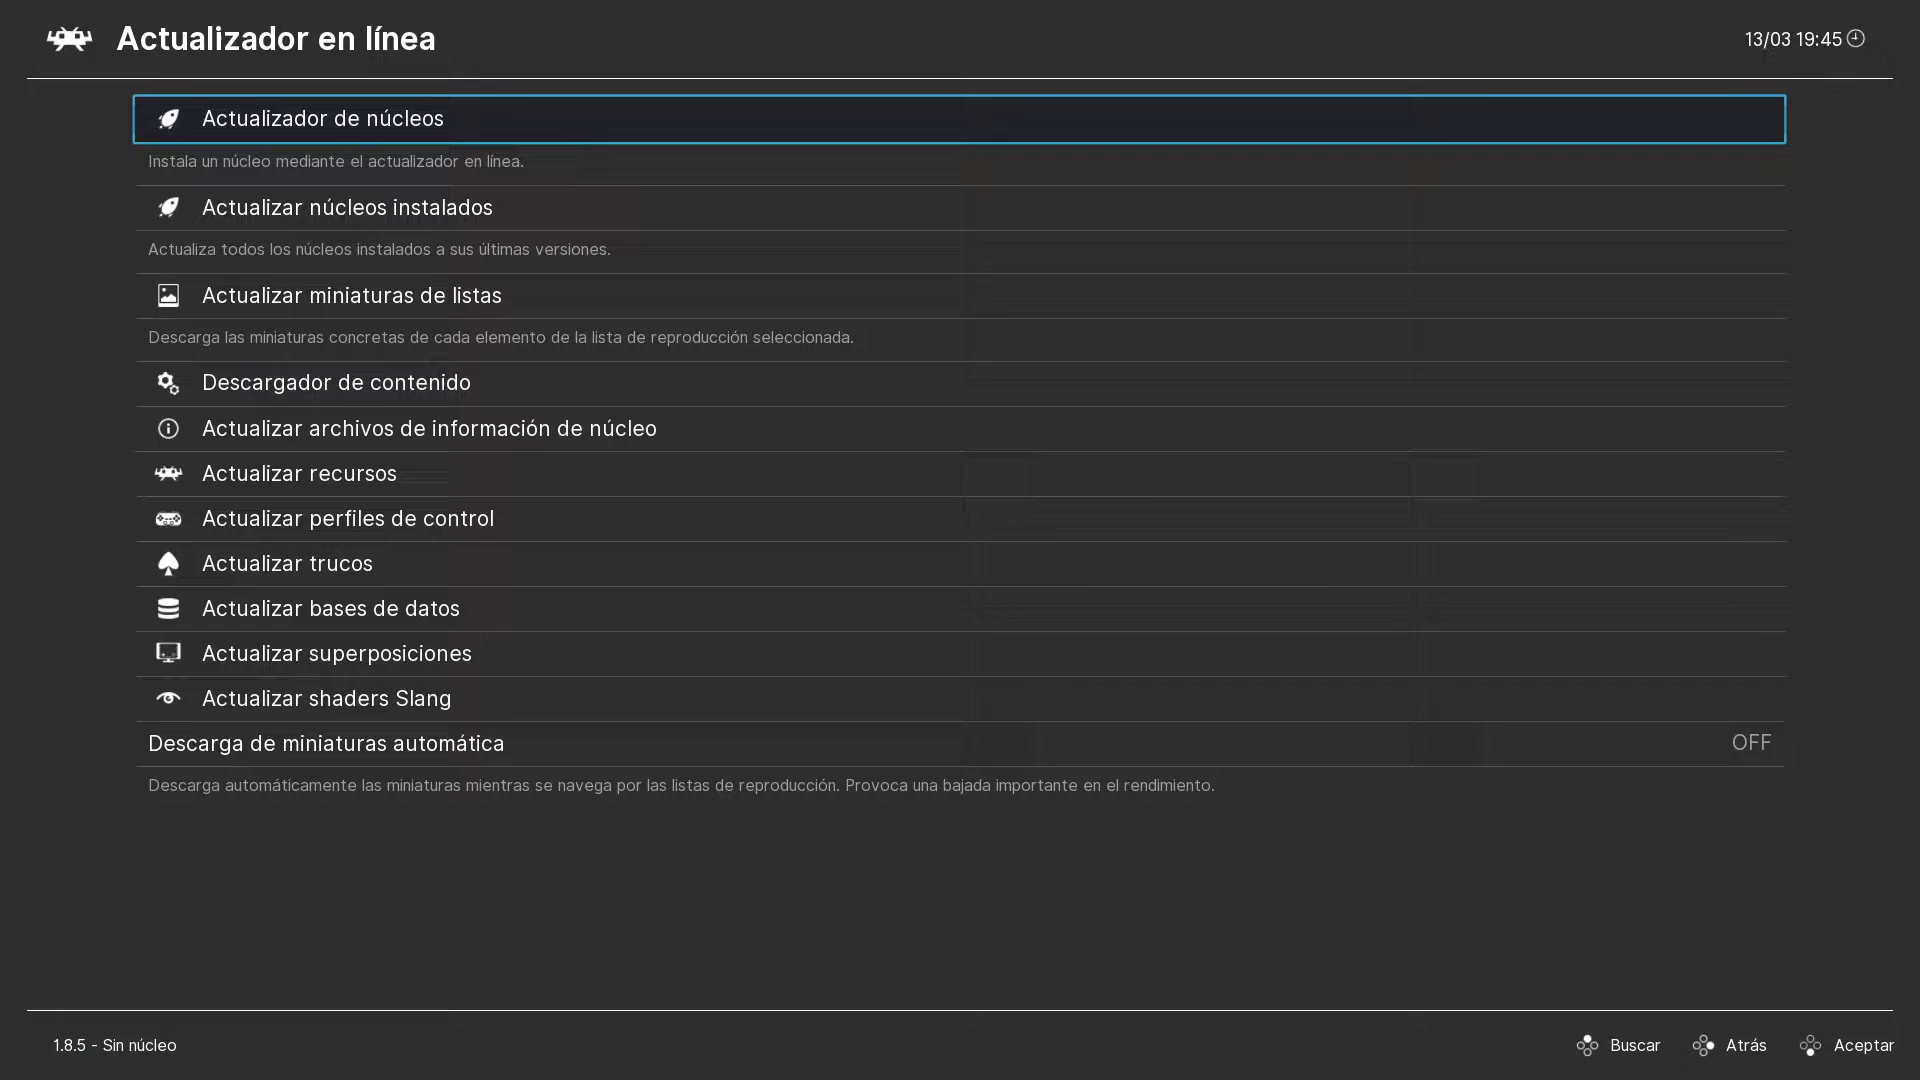 Actualizador en línea
13/03 19:45
Actualizador de núcleos
Instala un núcleo mediante el actualizador en línea.
Actualizar núcleos instalados
Actualiza todos los núcleos instalados a sus últimas versiones.
Actualizar miniaturas de listas
Descarga las miniaturas concretas de cada elemento de la lista de reproducción seleccionada.
Descargador de contenido
Actualizar archivos de información de núcleo
Actualizar recursos
Actualizar perfiles de control
Actualizar trucos
Actualizar bases de datos
Actualizar superposiciones
Actualizar shaders Slang
Descarga de miniaturas automática OFF
Descarga automáticamente las miniaturas mientras se navega por las listas de reproducción. Provoca una bajada importante en el rendimiento.
1.8.5 - Sin núcleo
Buscar Atrás Aceptar